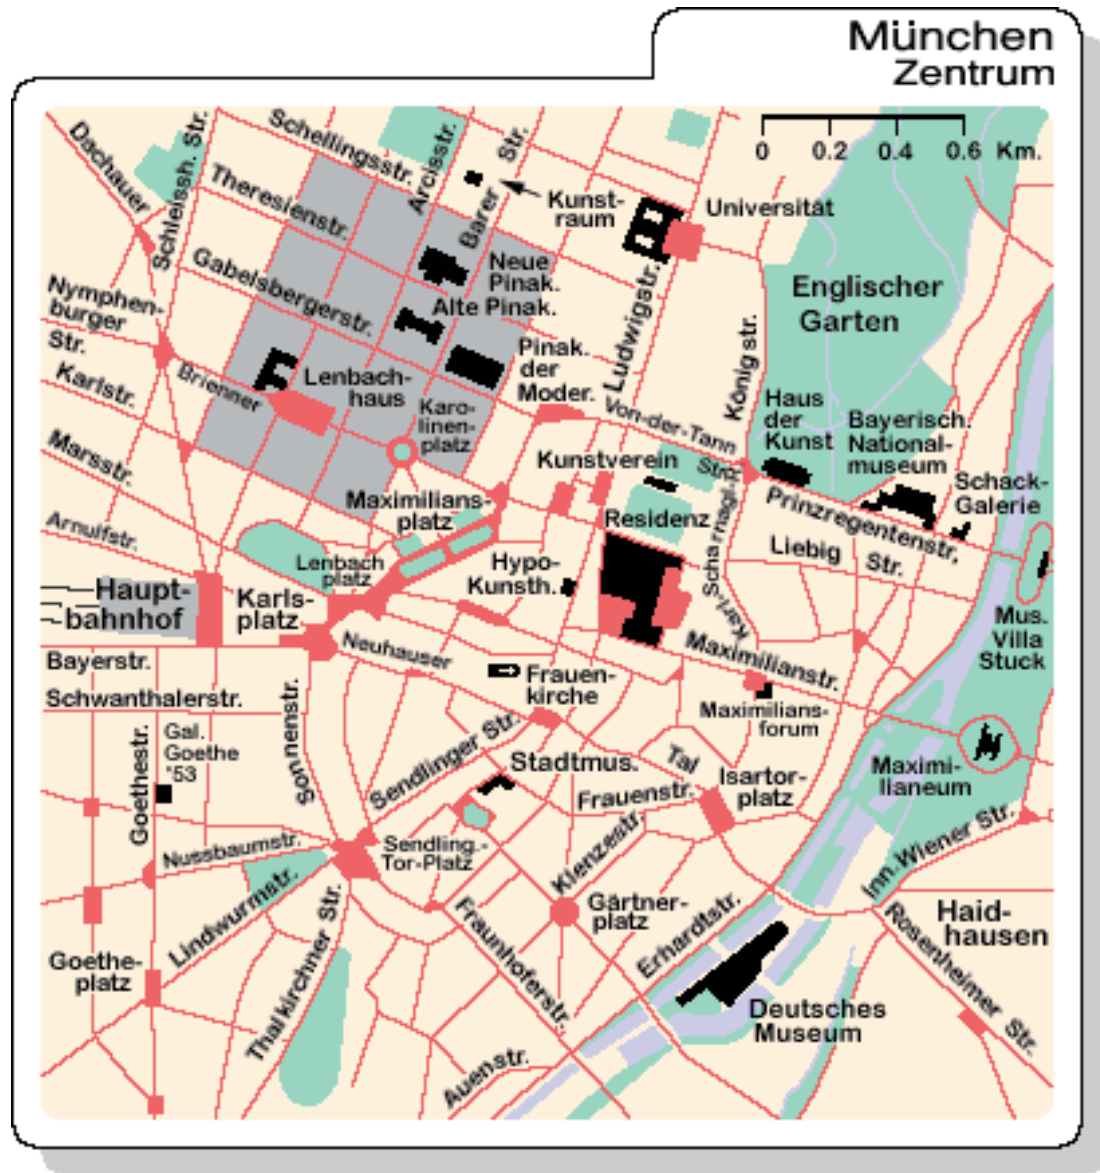 München
Zentrum
0 0.2 0.4 0.6 Km.
Dachauer
Schleissh. Str.
Schellingsstr.
Arcisstr.
Barer Str.
Kunst-
raum
Universität
Theresienstr.
Neue
Pinak.
Englischer
Garten
Gabelsbergerstr.
Alte Pinak.
Ludwigstr.
Nymphen-
burger
Str.
Pinak.
der
Moder.
König str.
Karlstr.
Brienner
Lenbach-
haus
Karo-
linen-
platz
Von-der-Tann
Str.
Haus
der
Kunst
Bayerisch.
National-
museum
Marsstr.
Kunstverein
Schack-
Galerie
Maximilians-
platz
Prinzregentenstr,
Arnulfstr.
Residenz
Karl-Scharnagl-R.
Liebig Str.
Lenbach
platz
Hypo-
Kunsth.
Haupt-
bahnhof
Karls-
platz
Mus.
Villa
Stuck
Neuhauser
Maximilianstr.
Bayerstr.
Frauen-
kirche
Schwanthalerstr.
Maximilians-
forum
Sonnenstr.
Gal.
Goethe
°53
Goethestr.
Sendlinger Str.
Stadtmus.
Tal
Isartor-
platz
Maximi-
lianeum
Frauenstr.
Inn. Wiener Str.
Nussbaumstr.
Sendling.-
Tor-Platz
Klenzestr.
Lindwurmstr.
Gärtner-
platz
Haid-
hausen
Goethe-
platz
Thalkirchner Str.
Fraunhoferstr.
Erhardtstr.
Rosenheimer Str.
Deutsches
Museum
Auenstr.